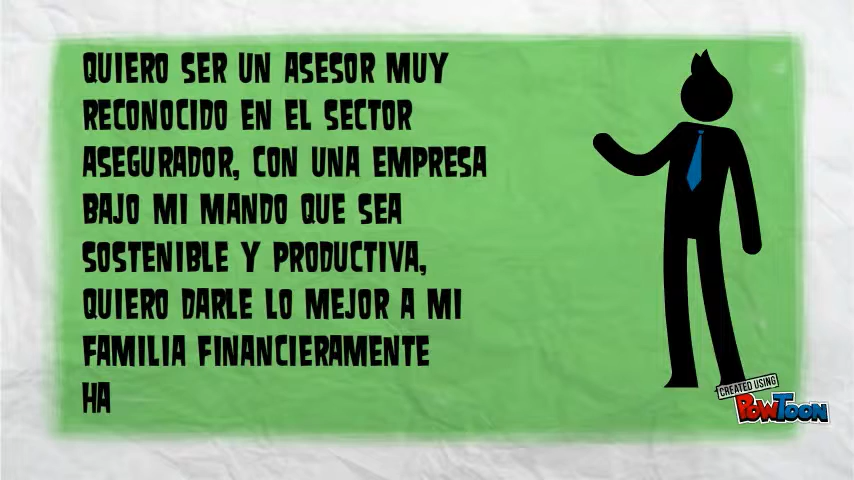 QUIERO SER UN ASESOR MUY
RECONOCIDO EN EL SECTOR
ASEGURADOR, CON UNA EMPRESA
BAJO MI MANDO QUE SEA
SOSTENIBLE Y PRODUCTIVA,
QUIERO DARLE LO MEJOR A MI
FAMILIA FINANCIERAMENTE
HA
CREATED USING
POWTOON